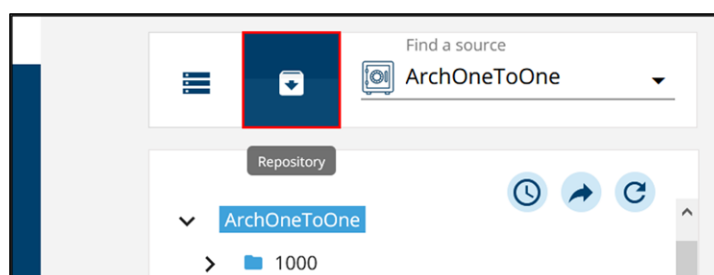 Find a source
ArchOneToOne
Repository
ArchOneToOne
1000